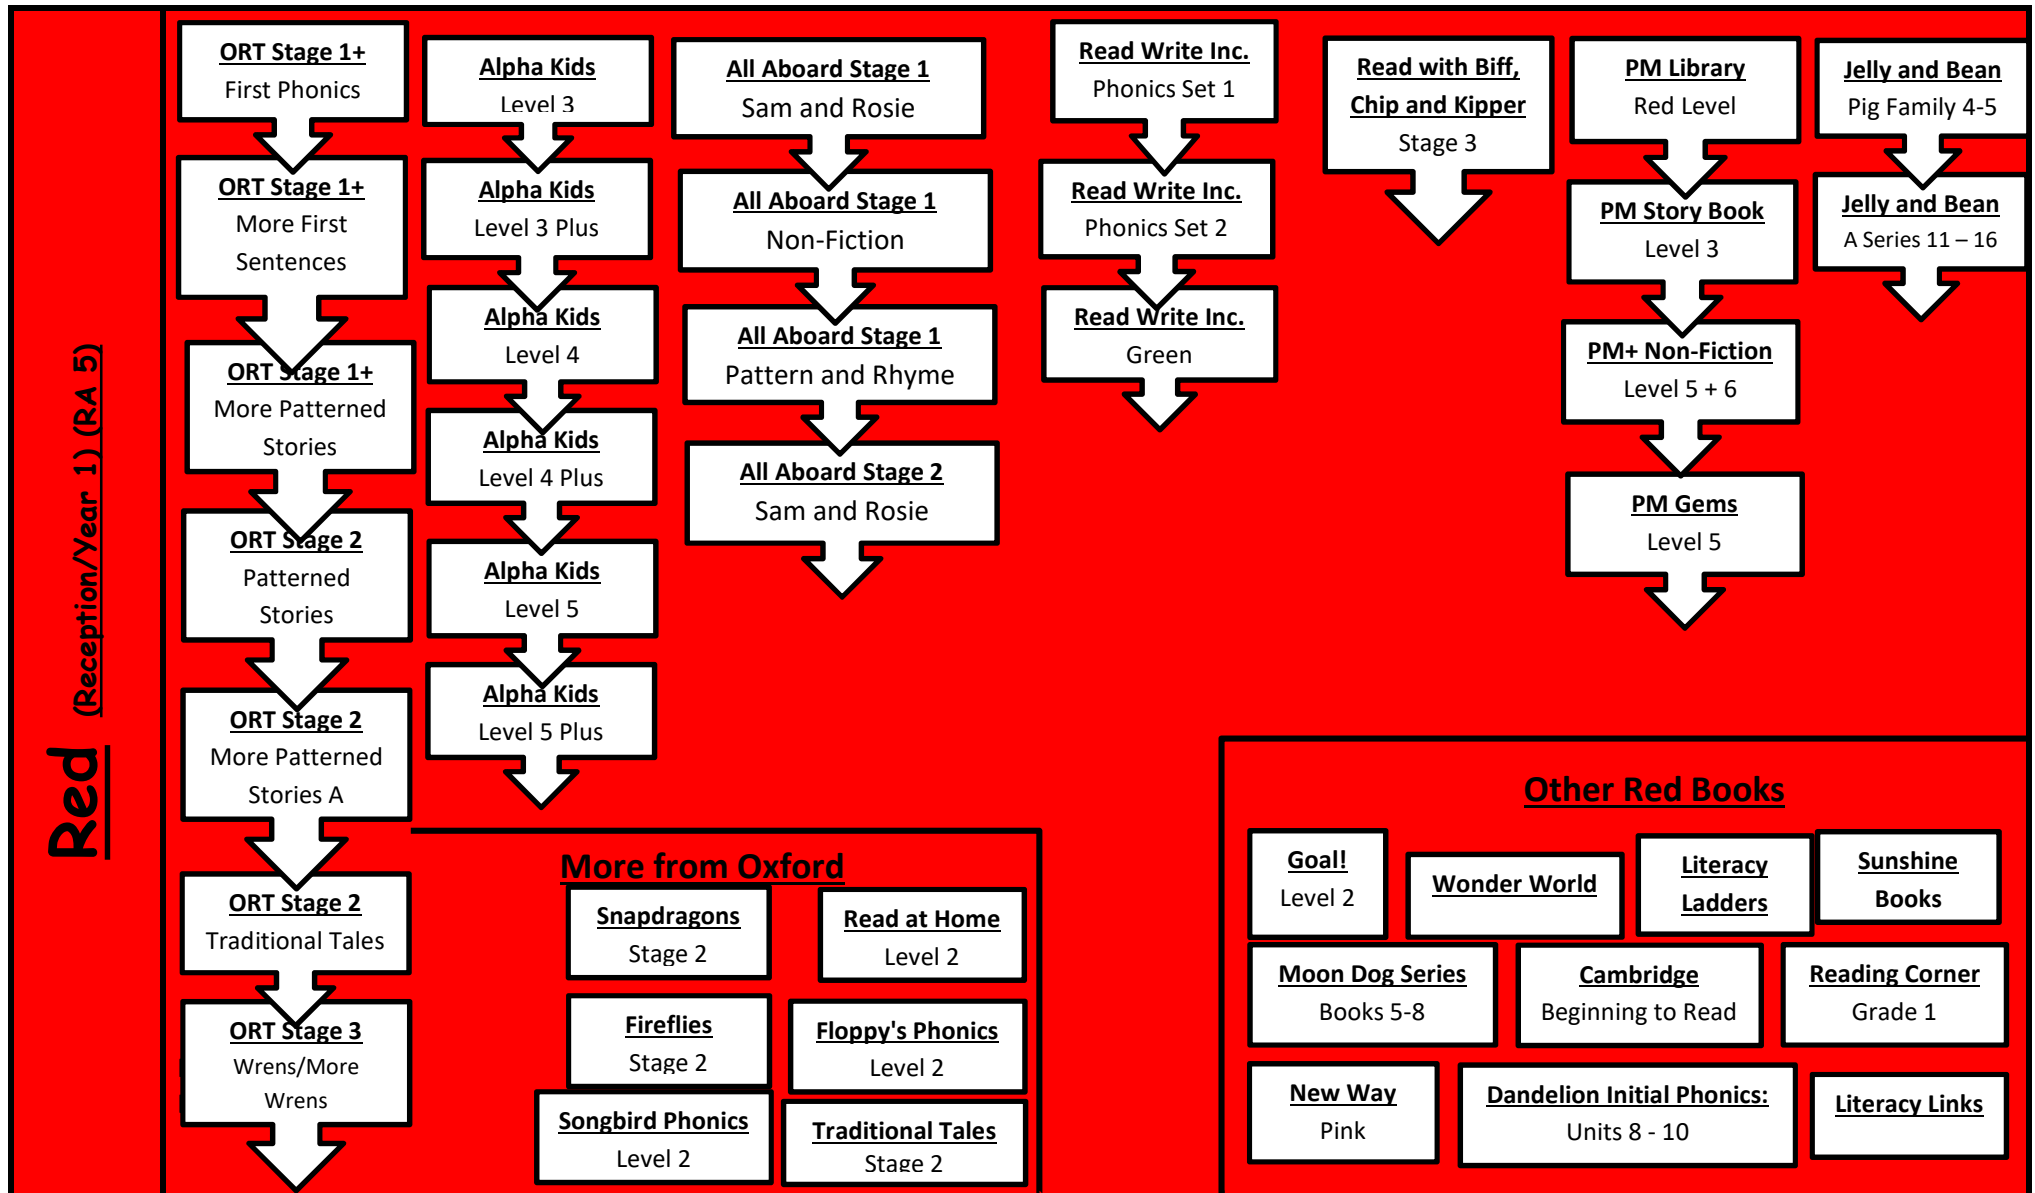 Red (Reception/Year 1) (RA 5)
ORT Stage 1+
First Phonics
ORT Stage 1+
More First
Sentences
ORT Stage 1+
More Patterned
Stories
ORT Stage 2
Patterned
Stories
ORT Stage 2
More Patterned
Stories A
ORT Stage 2
Traditional Tales
ORT Stage 3
Wrens/More
Wrens
Alpha Kids
Level 3
Alpha Kids
Level 3 Plus
Alpha Kids
Level 4
Alpha Kids
Level 4 Plus
Alpha Kids
Level 5
Alpha Kids
Level 5 Plus
All Aboard Stage 1
Sam and Rosie
All Aboard Stage 1
Non-Fiction
All Aboard Stage 1
Pattern and Rhyme
All Aboard Stage 2
Sam and Rosie
Read Write Inc.
Phonics Set 1
Read Write Inc.
Phonics Set 2
Read Write Inc.
Green
Read with Biff,
Chip and Kipper
Stage 3
PM Library
Red Level
PM Story Book
Level 3
PM+ Non-Fiction
Level 5 + 6
PM Gems
Level 5
Jelly and Bean
Pig Family 4-5
Jelly and Bean
A Series 11 – 16
More from Oxford
Snapdragons
Stage 2
Read at Home
Level 2
Fireflies
Stage 2
Floppy's Phonics
Level 2
Songbird Phonics
Level 2
Traditional Tales
Stage 2
Other Red Books
Goal!
Level 2
Wonder World
Literacy
Ladders
Sunshine
Books
Moon Dog Series
Books 5-8
Cambridge
Beginning to Read
Reading Corner
Grade 1
New Way
Pink
Dandelion Initial Phonics:
Units 8 - 10
Literacy Links